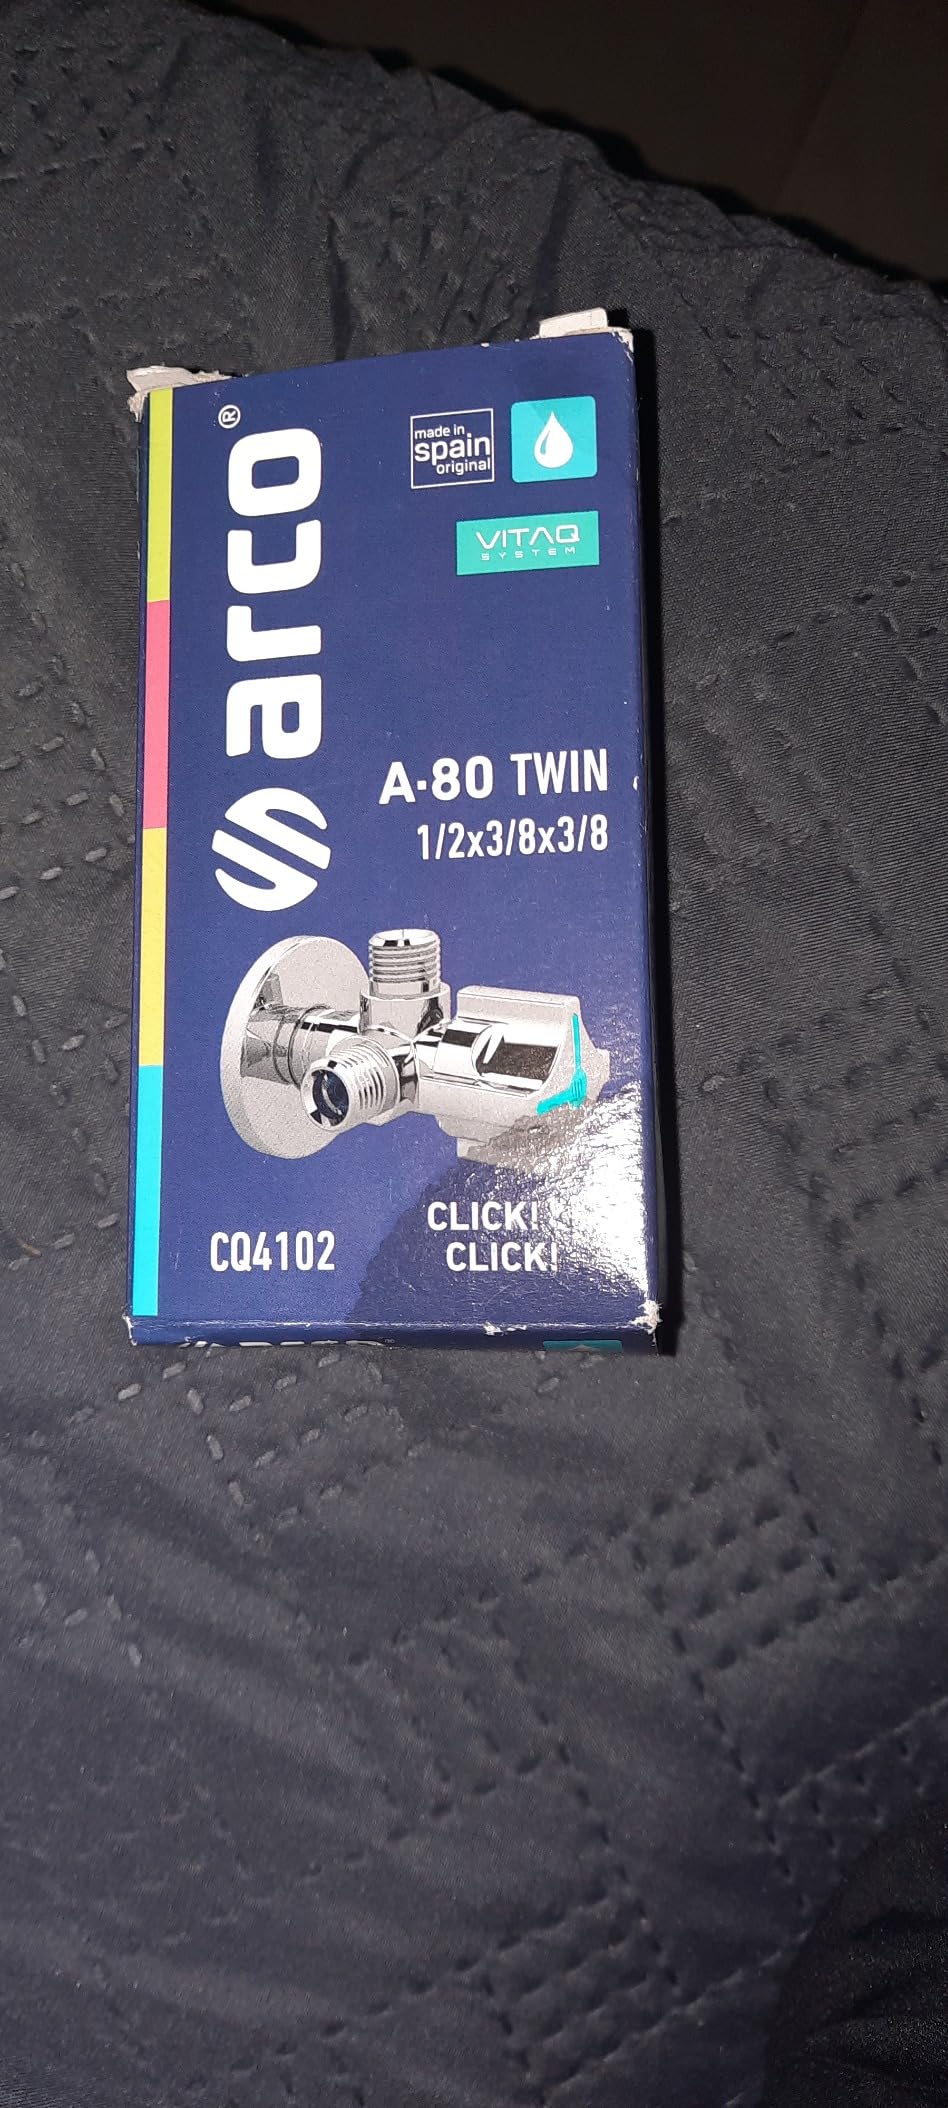 arco®
made in
spain
original
VITAQ
SYSTEM
A-80 TWIN
1/2x3/8x3/8
CLICK!
CLICK!
CQ4102